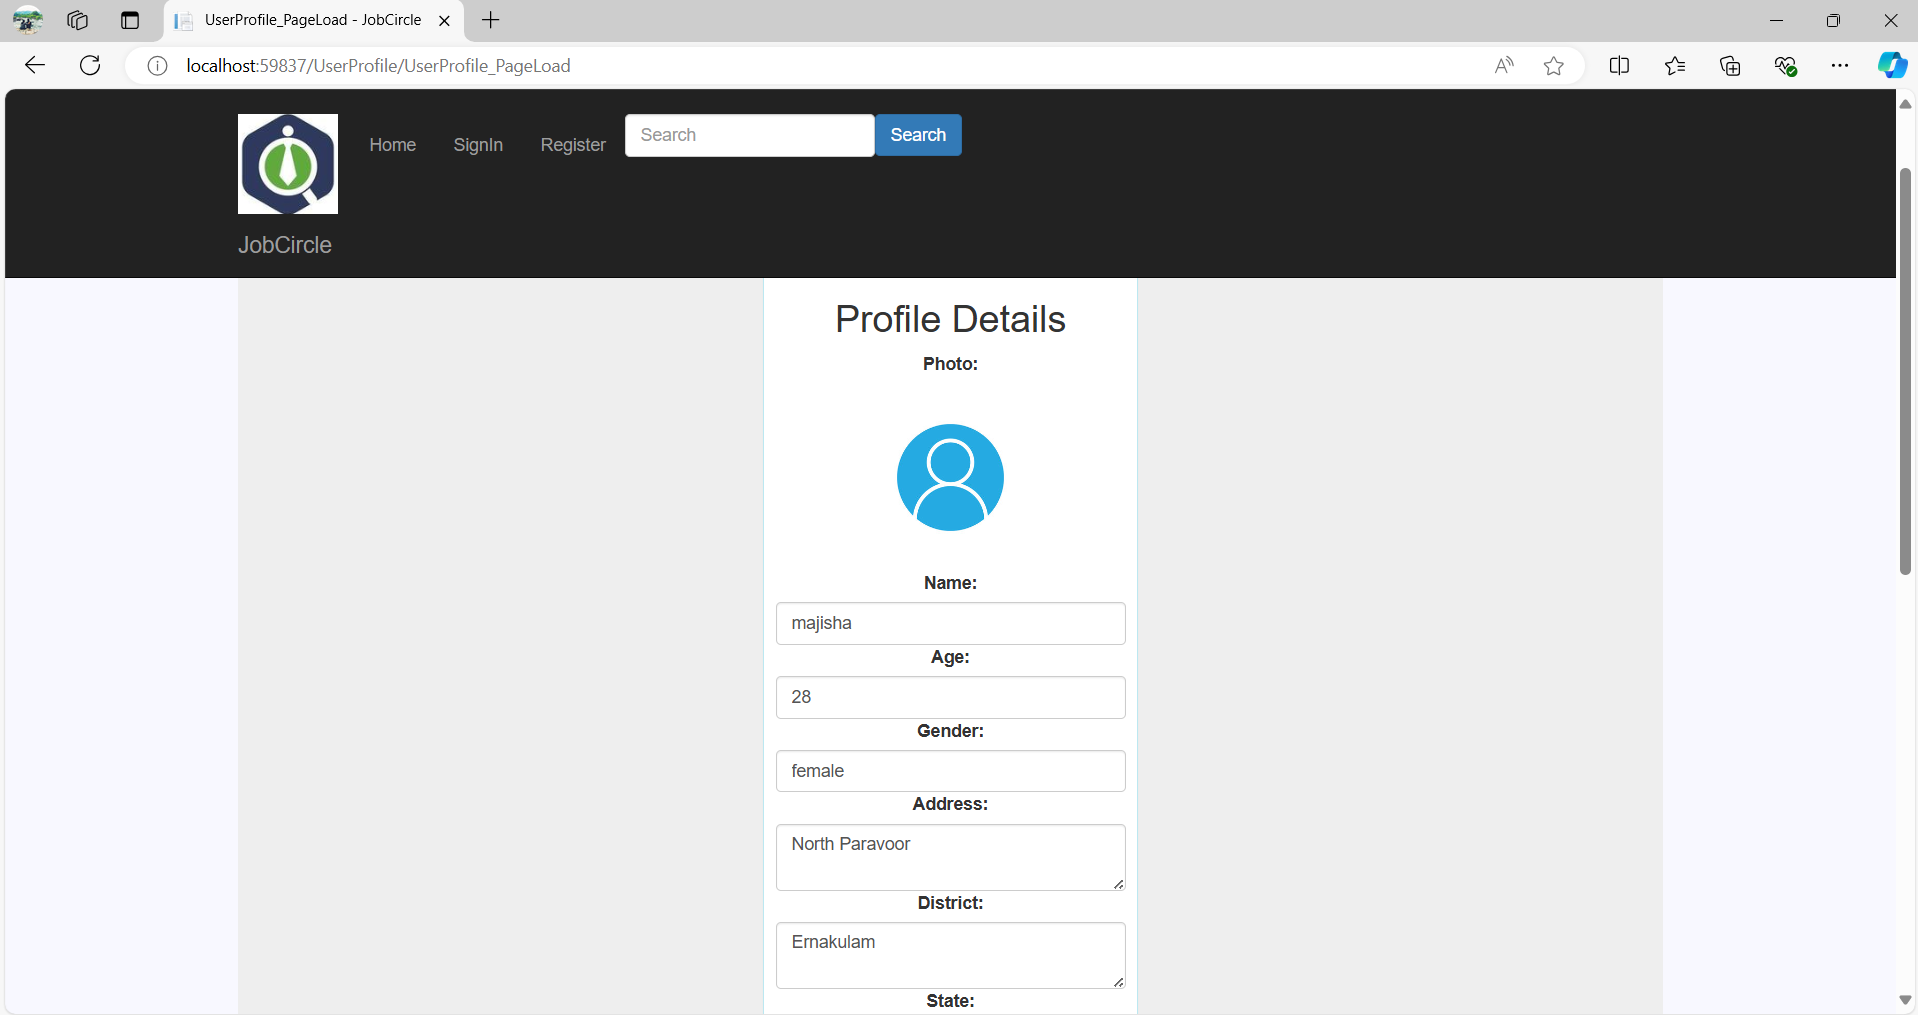 UserProfile_PageLoad - JobCircle
localhost:59837/UserProfile/UserProfile_PageLoad
Home SignIn Register Search Search
JobCircle
Profile Details
Photo:
Name:
majisha
Age:
28
Gender:
female
Address:
North Paravoor
District:
Ernakulam
State: